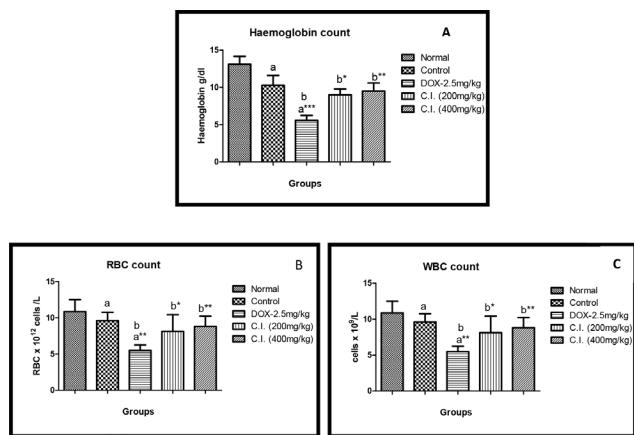 Haemoglobin count
A
Haemoglobin g/dl
15
10
5
0
a
b
a***
b*
b**
Normal
Control
DOX-2.5mg/kg
C.I. (200mg/kg)
C.I. (400mg/kg)
Groups
RBC count
B
RBC x 10¹² cells /L
15
10
5
0
a
b
a**
b*
b**
Normal
Control
DOX-2.5mg/kg
C.I. (200mg/kg)
C.I. (400mg/kg)
Groups
WBC count
C
cells x 10⁹/L
15
10
5
0
a
b
a**
b*
b**
Normal
Control
DOX-2.5mg/kg
C.I. (200mg/kg)
C.I. (400mg/kg)
Groups